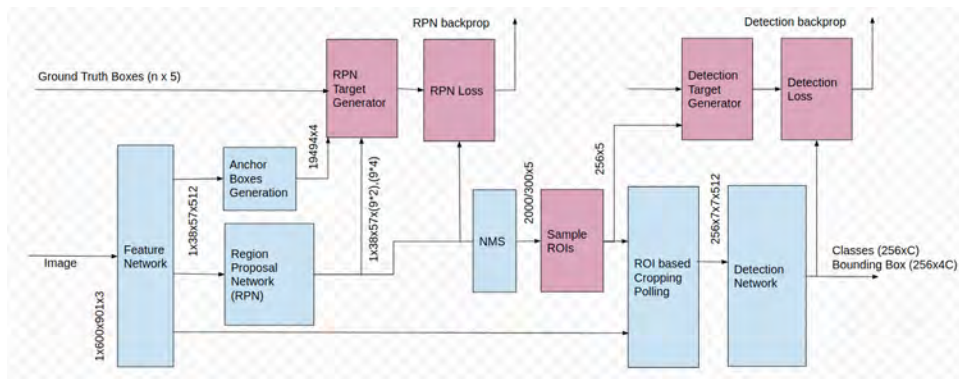 RPN backprop
Detection backprop
Ground Truth Boxes (n x 5)
RPN
Target
Generator
RPN Loss
Detection
Target
Generator
Detection
Loss
19494x4
Anchor
Boxes
Generation
1x38x57x512
1x38x57x(9*2),(9*4)
2000/300x5
256x5
256x7x7x512
Image
1x600x901x3
Feature
Network
Region
Proposal
Network
(RPN)
NMS
Sample
ROIs
ROI based
Cropping
Polling
Detection
Network
Classes (256xC)
Bounding Box (256x4C)